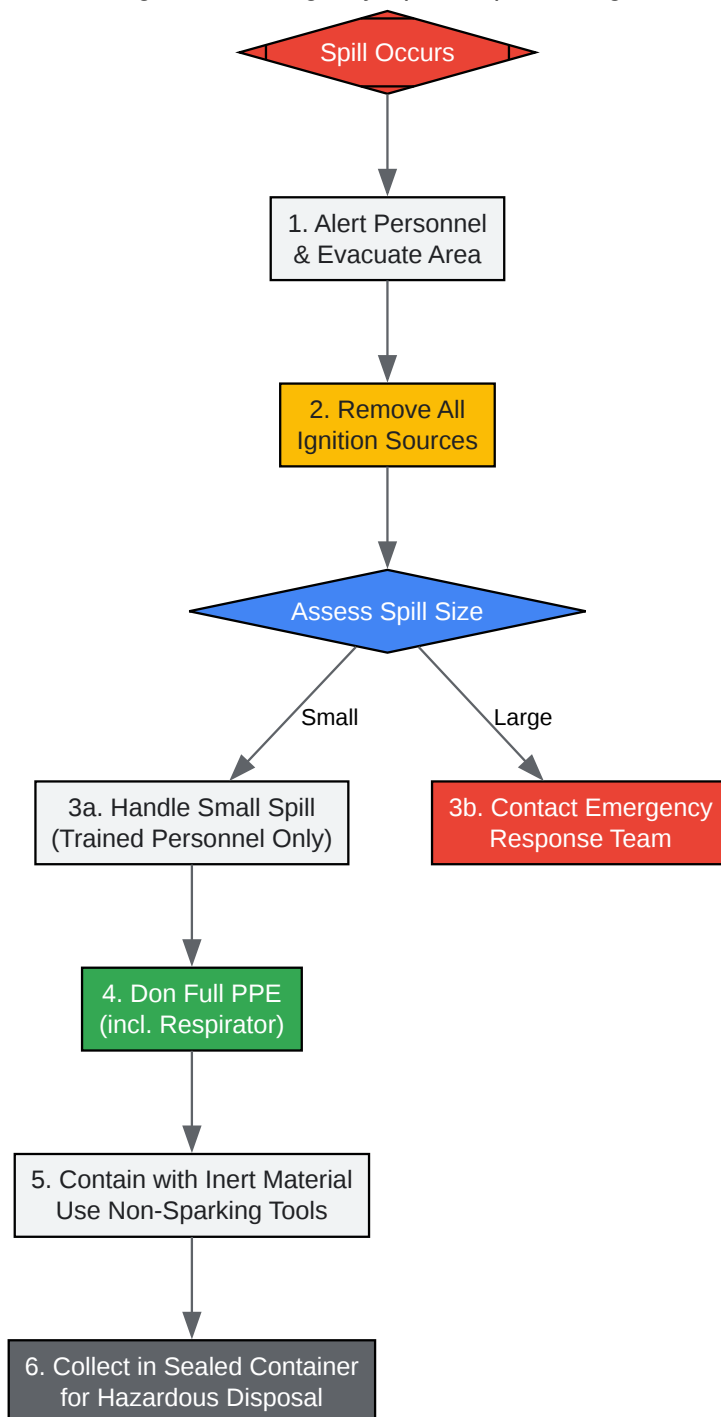 Spill Occurs
1. Alert Personnel
& Evacuate Area
2. Remove All
Ignition Sources
Assess Spill Size
Small
Large
3a. Handle Small Spill
(Trained Personnel Only)
3b. Contact Emergency
Response Team
4. Don Full PPE
(incl. Respirator)
5. Contain with Inert Material
Use Non-Sparking Tools
6. Collect in Sealed Container
for Hazardous Disposal